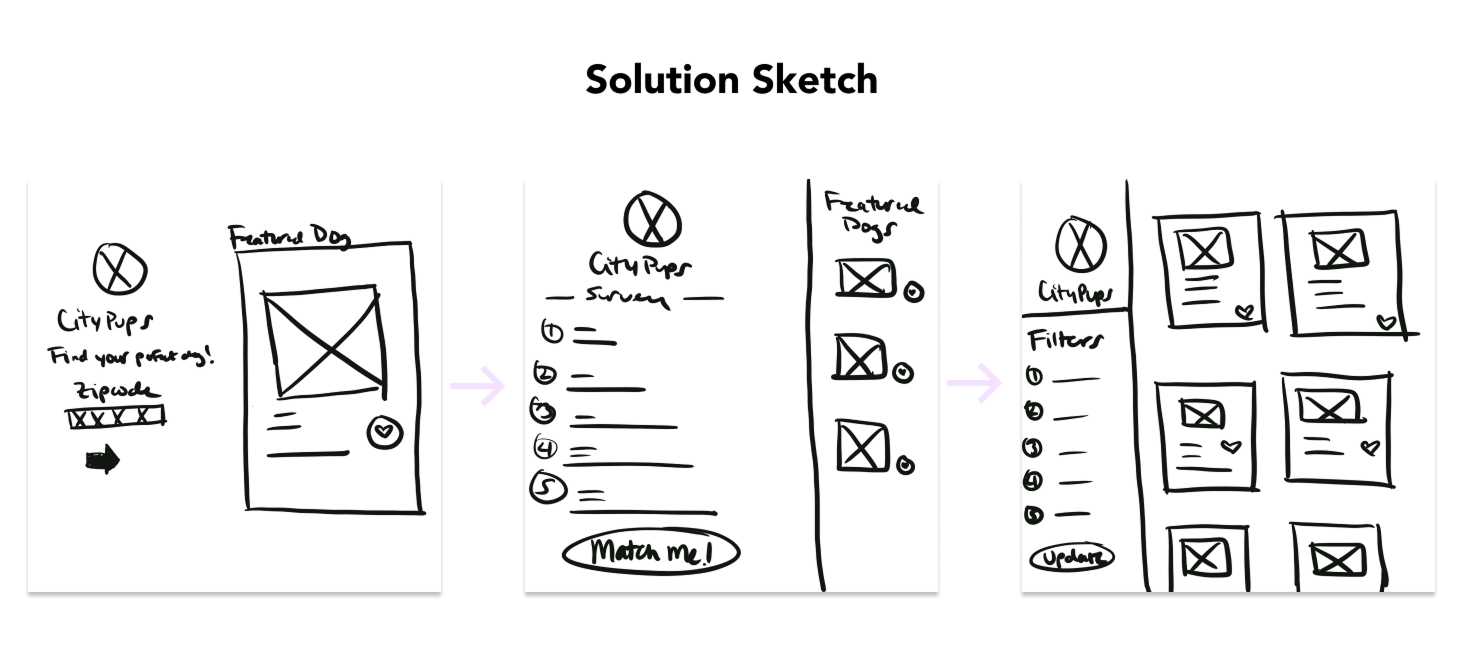 Solution Sketch
Featured Dog
CityPups
Find your perfect dog!
Zipcode
XXXX
CityPups
Survey
1
2
3
4
5
Match me!
Featured
Dogs
CityPups
Filters
1
2
3
4
5
Update